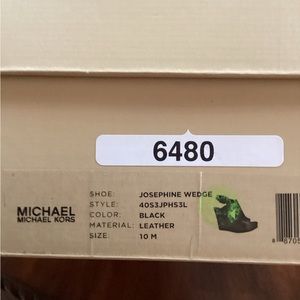 6480
SHOE: JOSEPHINE WEDGE
STYLE: 40S3JPHS3L
COLOR: BLACK
MATERIAL: LEATHER
SIZE: 10 M
MICHAEL
MICHAEL KORS